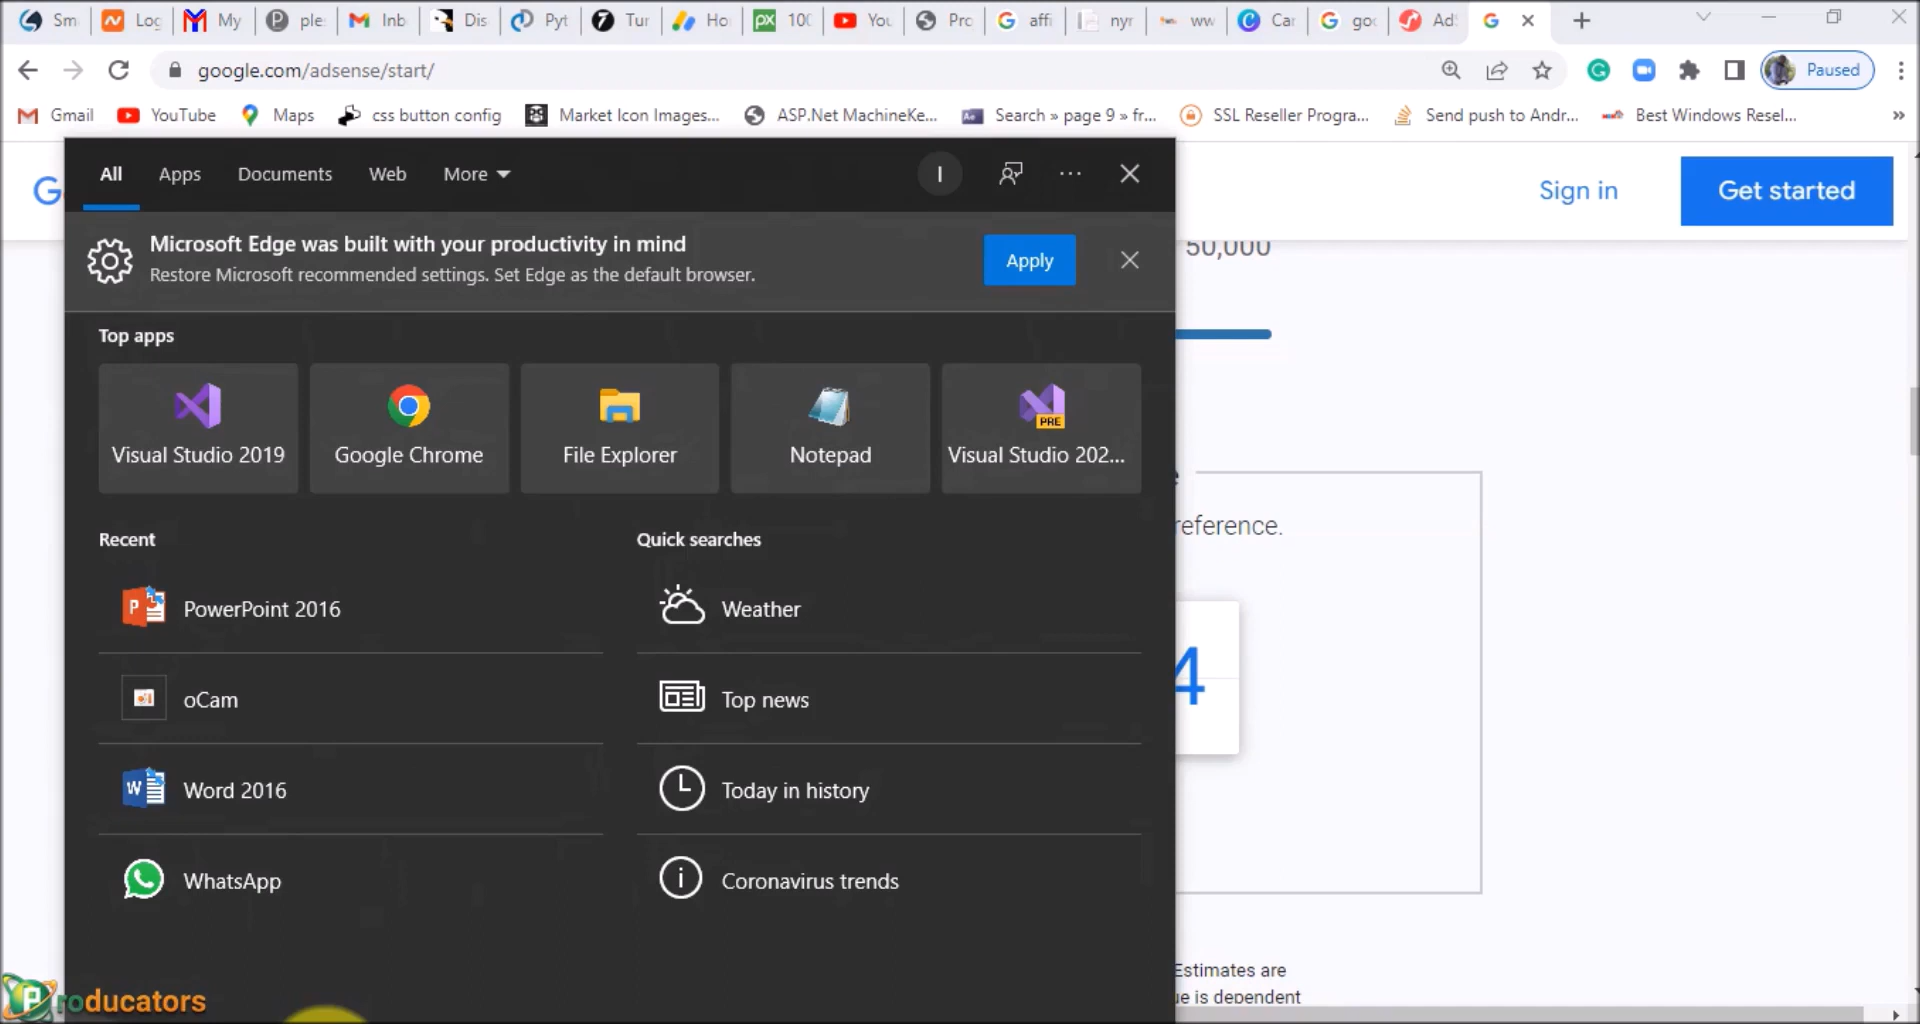 Sm
Log
My
ple
Inb
Dis
Pyt
Tur
Ho
px
100
You
Pro
affi
nyr
ww
Car
goo
Ad
google.com/adsense/start/
Paused
Gmail
YouTube
Maps
css button config
Market Icon Images...
ASP.Net MachineKe...
Search » page 9 » fr...
SSL Reseller Progra...
Send push to Andr...
Best Windows Resel...
»
All
Apps
Documents
Web
More
I
Sign in
Get started
Microsoft Edge was built with your productivity in mind
Restore Microsoft recommended settings. Set Edge as the default browser.
Apply
50,000
Top apps
Visual Studio 2019
Google Chrome
File Explorer
Notepad
PRE
Visual Studio 202...
reference.
Recent
Quick searches
PowerPoint 2016
Weather
4
oCam
Top news
Word 2016
Today in history
WhatsApp
Coronavirus trends
Estimates are
ue is dependent
Producators